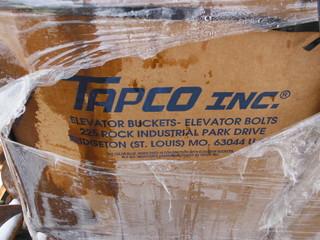 TAPCO INC.®
ELEVATOR BUCKETS- ELEVATOR BOLTS
225 ROCK INDUSTRIAL PARK DRIVE
BRIDGETON (ST. LOUIS) MO. 63044 U